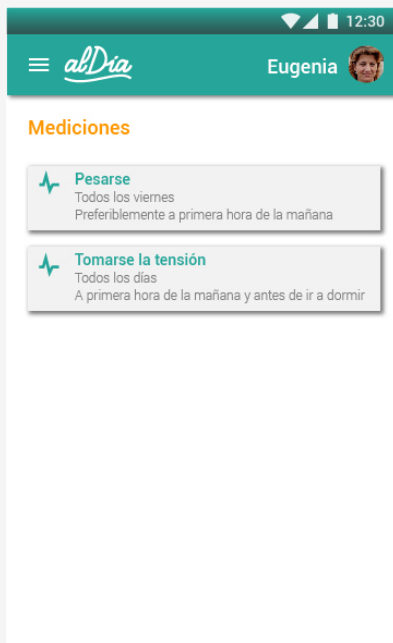 12:30
alDía
Eugenia
Mediciones
Pesarse
Todos los viernes
Preferiblemente a primera hora de la mañana
Tomarse la tensión
Todos los días
A primera hora de la mañana y antes de ir a dormir